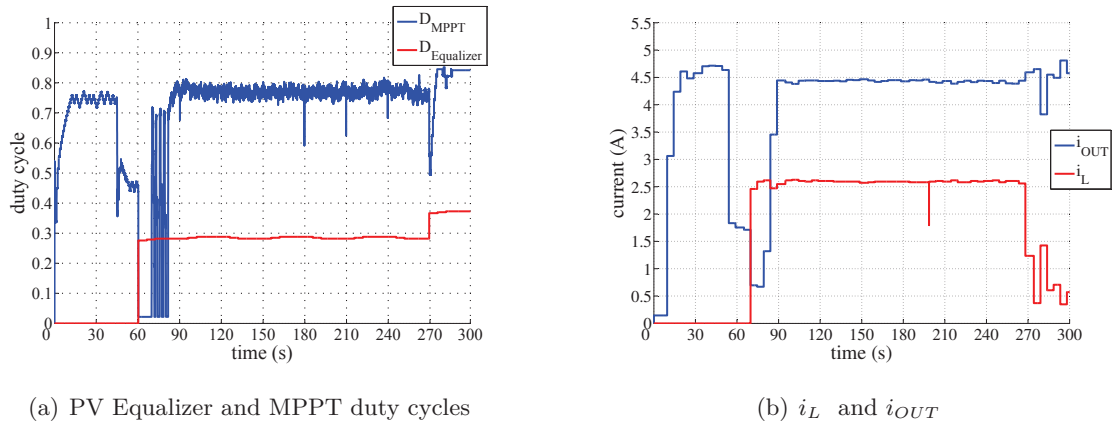 1
0.9
0.8
0.7
0.6
0.5
0.4
0.3
0.2
0.1
0
duty cycle
0 30 60 90 120 150 180 210 240 270 300
time (s)
D_MPPT
D_Equalizer
(a) PV Equalizer and MPPT duty cycles
5.5
5
4.5
4
3.5
3
2.5
2
1.5
1
0.5
0
current (A)
0 30 60 90 120 150 180 210 240 270 300
time (s)
i_OUT
i_L
(b) i_L and i_OUT